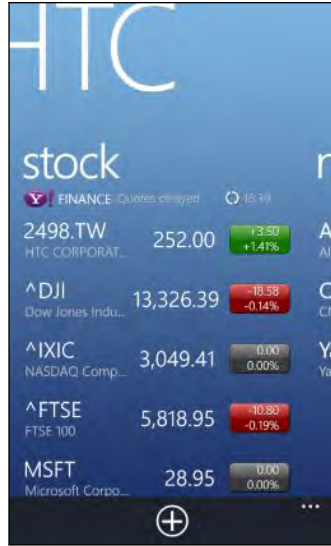 HTC
stock
Y! FINANCE Quotes delayed 16:39
2498.TW 252.00 +3.50
HTC CORPORAT... +1.41%
^DJI 13,326.39 -18.58
Dow Jones Indu... -0.14%
^IXIC 3,049.41 0.00
NASDAQ Comp... 0.00%
^FTSE 5,818.95 -10.80
FTSE 100 -0.19%
MSFT 28.95 0.00
Microsoft Corpo... 0.00%